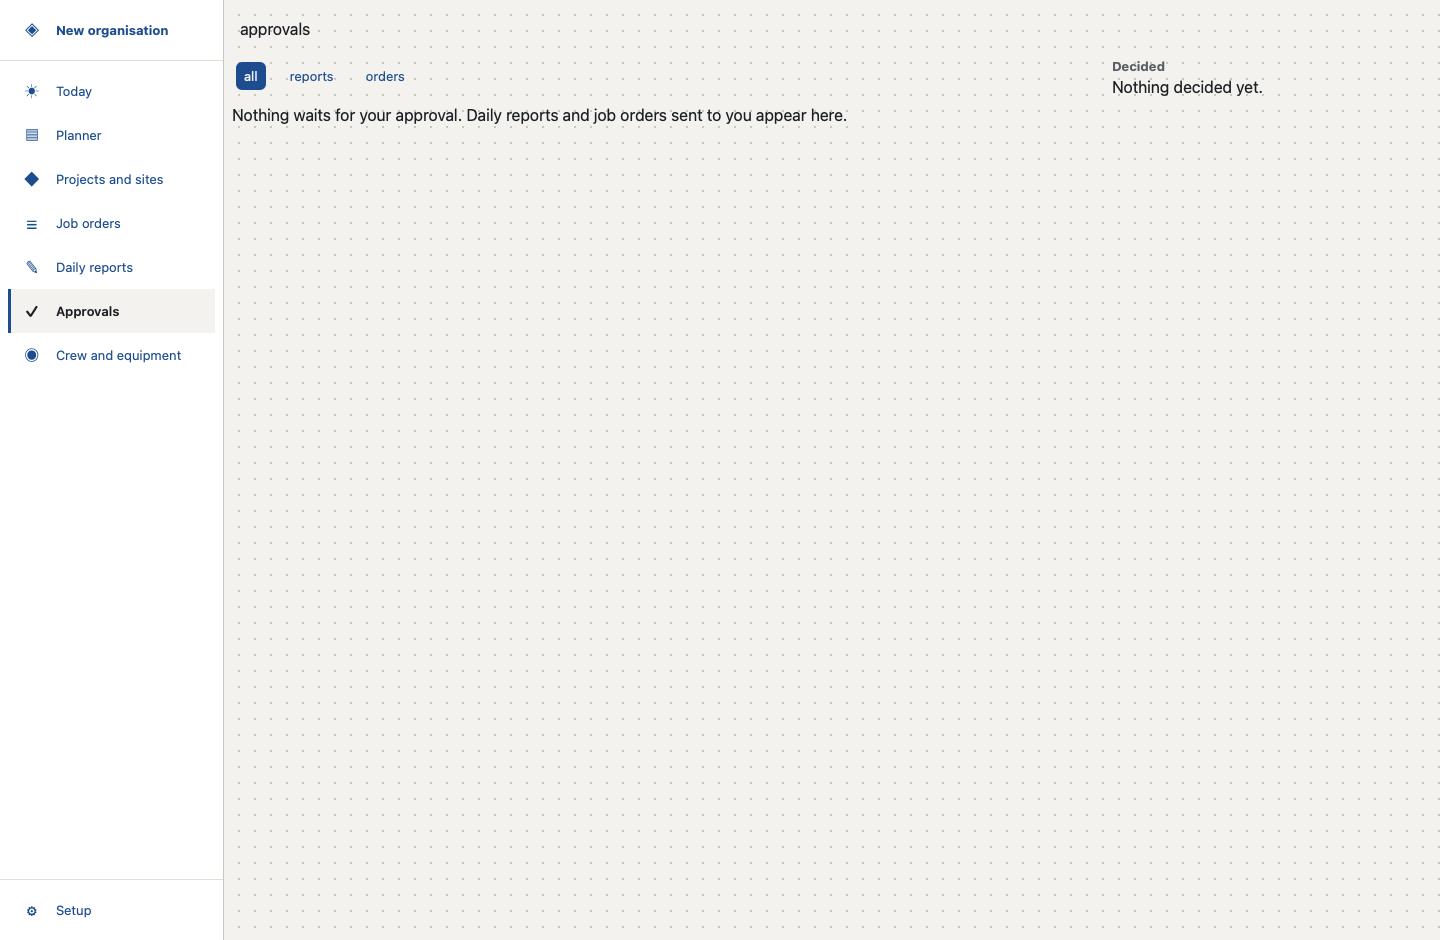 New organisation
Today
Planner
Projects and sites
Job orders
Daily reports
Approvals
Crew and equipment
Setup
approvals
all
reports
orders
Nothing waits for your approval. Daily reports and job orders sent to you appear here.
Decided
Nothing decided yet.